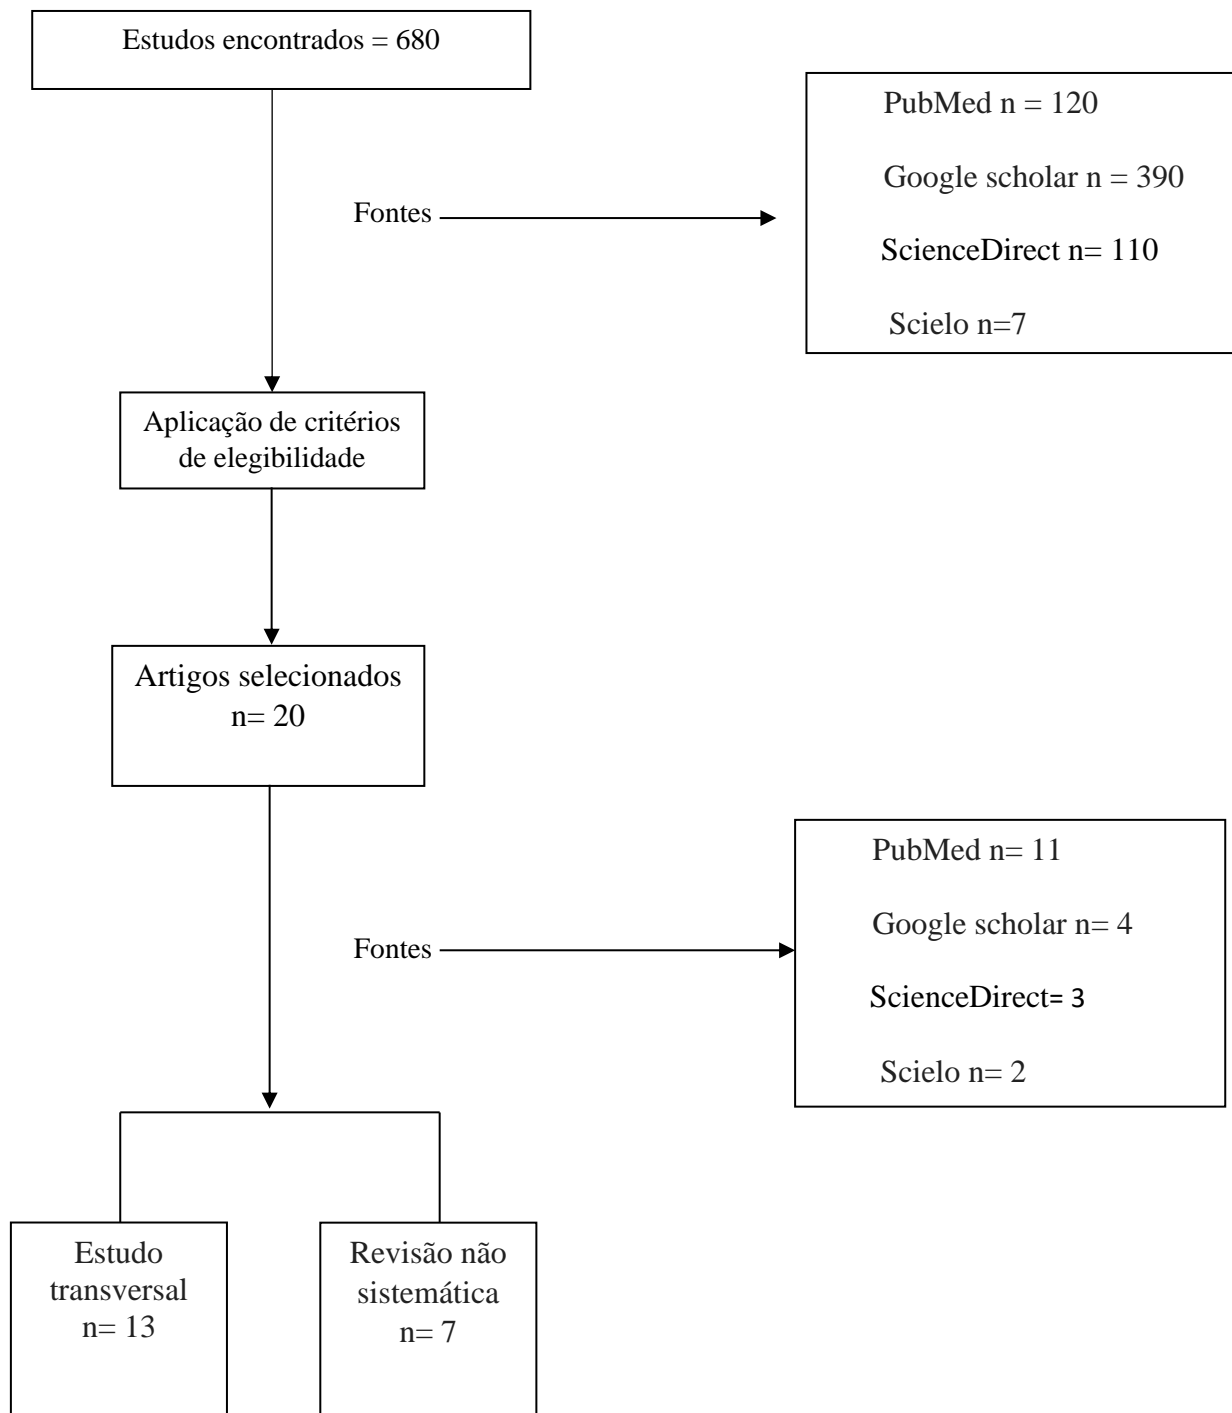 Estudos encontrados = 680
PubMed n = 120
Google scholar n = 390
ScienceDirect n= 110
Scielo n=7
Fontes
Aplicação de critérios
de elegibilidade
Artigos selecionados
n= 20
PubMed n= 11
Google scholar n= 4
ScienceDirect= 3
Scielo n= 2
Fontes
Estudo
transversal
n= 13
Revisão não
sistemática
n= 7